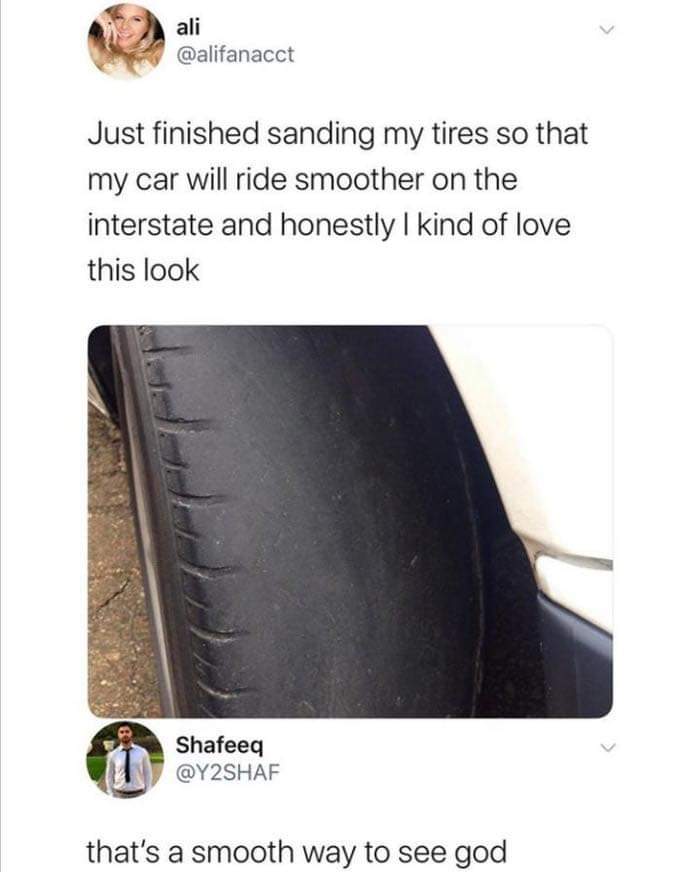 ali
@alifanacct
Just finished sanding my tires so that
my car will ride smoother on the
interstate and honestly I kind of love
this look
Shafeeq
@Y2SHAF
that's a smooth way to see god